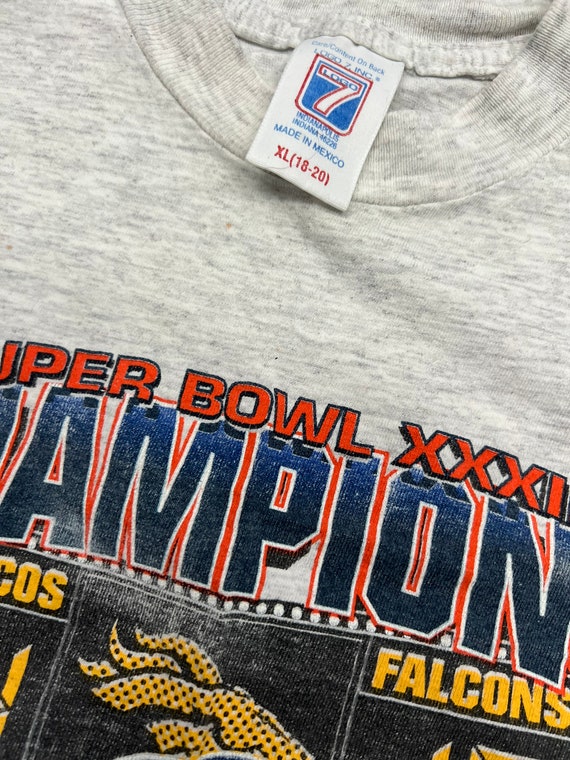 Care/Content On Back
LOGO 7, INC.®
LOGO
7
INDIANAPOLIS
INDIANA 46226
MADE IN MEXICO
XL(18-20)
UPER BOWL XXXII
HAMPION
COS
FALCONS